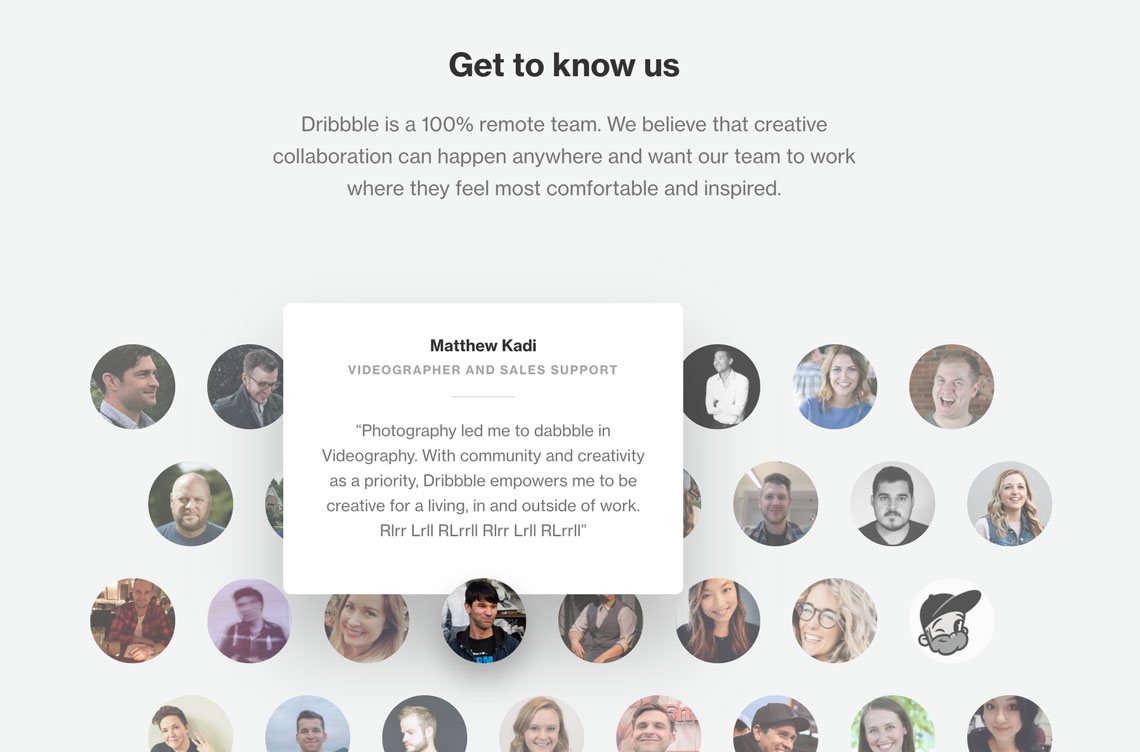 Get to know us
Dribbble is a 100% remote team. We believe that creative
collaboration can happen anywhere and want our team to work
where they feel most comfortable and inspired.
Matthew Kadi
VIDEOGRAPHER AND SALES SUPPORT
“Photography led me to dabbble in
Videography. With community and creativity
as a priority, Dribbble empowers me to be
creative for a living, in and outside of work.
Rlrr Lrll RLrrll Rlrr Lrll RLrrll”